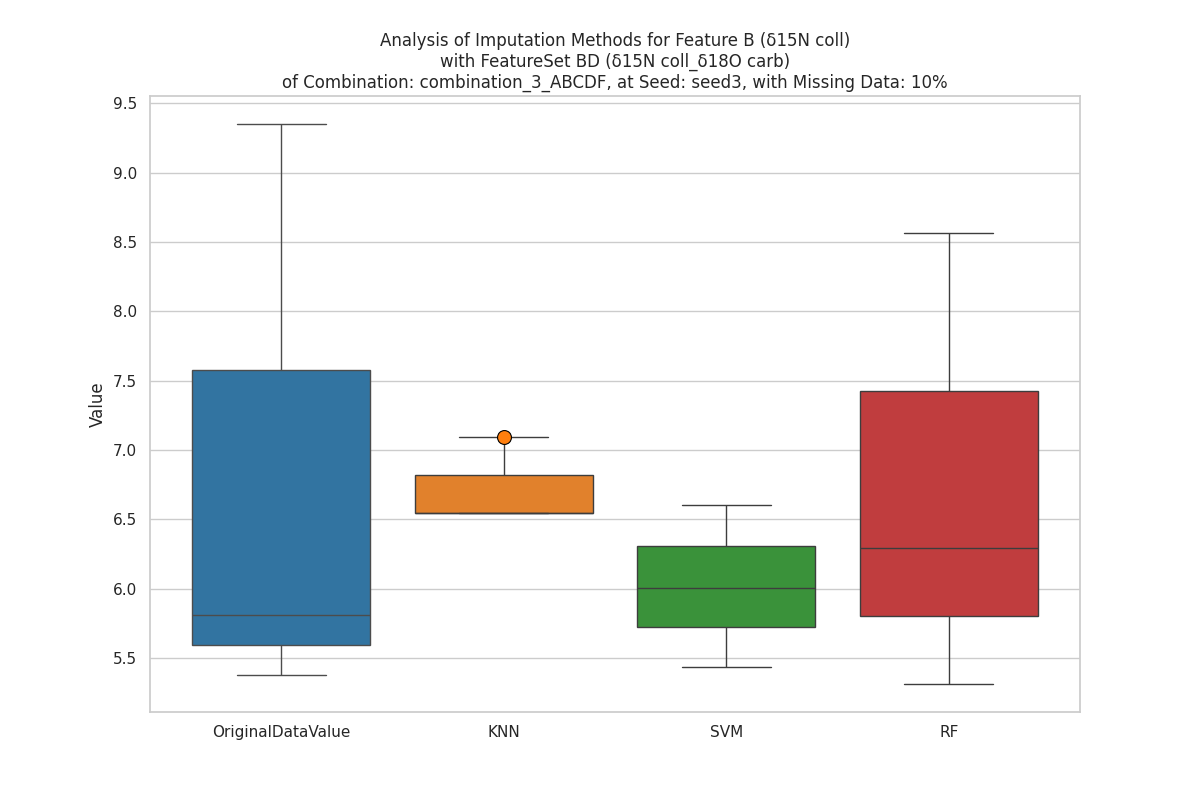 Analysis of Imputation Methods for Feature B (δ15N coll)
with FeatureSet BD (δ15N coll_δ18O carb)
of Combination: combination_3_ABCDF, at Seed: seed3, with Missing Data: 10%
9.5
9.0
8.5
8.0
7.5
7.0
6.5
6.0
5.5
Value
OriginalDataValue KNN SVM RF